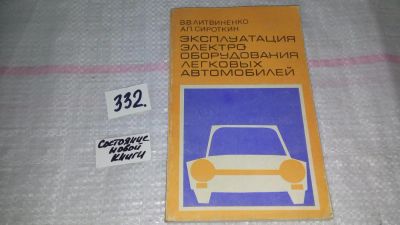 В.В.ЛИТВИНЕНКО
А.П.СИРОТКИН
ЭКСПЛУАТАЦИЯ
ЭЛЕКТРО
ОБОРУДОВАНИЯ
ЛЕГКОВЫХ
АВТОМОБИЛЕЙ
332.
Состояние
новой
книги